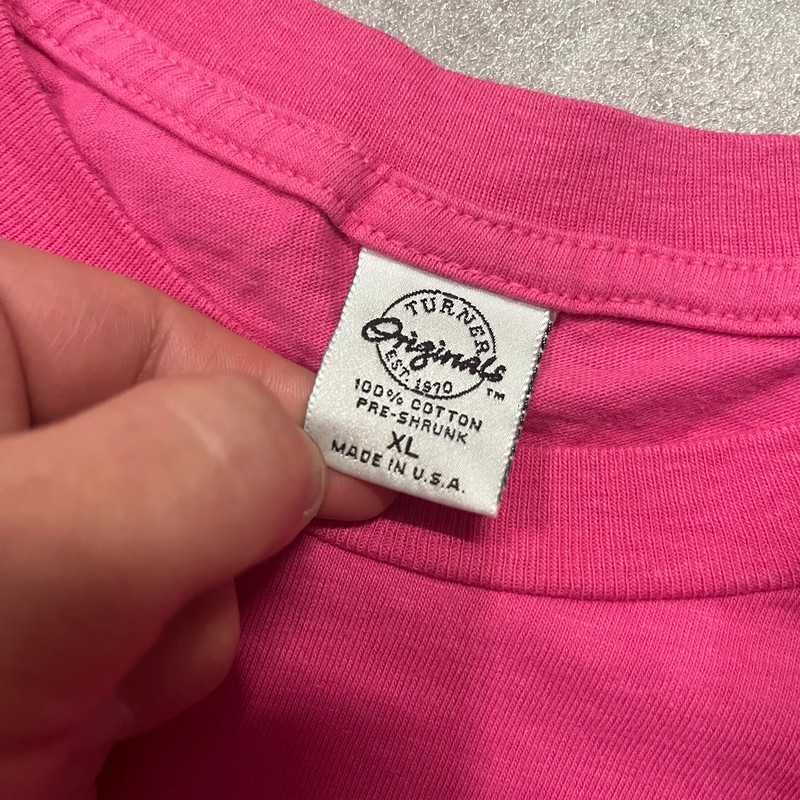 TURNER
Originals
EST. 1970 ™
100% COTTON
PRE-SHRUNK
XL
MADE IN U.S.A.